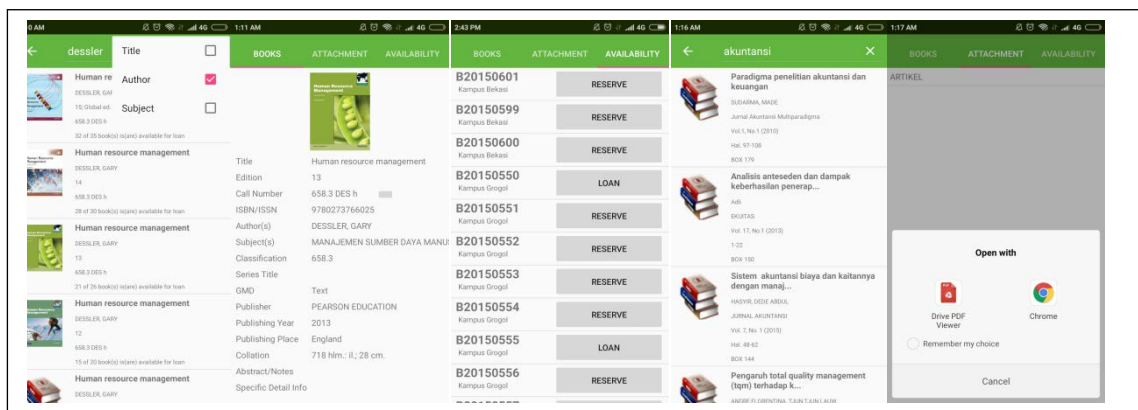 0 AM
4G
dessler
Title
Author
Subject
Human re
DESSLER, GAR
15; Global ed.
658.3 DES h
32 of 35 book(s) is(are) available for loan
Human resource management
DESSLER, GARY
14
658.3 DES h
28 of 30 book(s) is(are) available for loan
Human resource management
DESSLER, GARY
13
658.3 DES h
21 of 26 book(s) is(are) available for loan
Human resource management
DESSLER, GARY
12
658.3 DES h
15 of 20 book(s) is(are) available for loan
Human resource management
DESSLER, GARY
1:11 AM
4G
BOOKS ATTACHMENT AVAILABILITY
Human Resource Management
Title Human resource management
Edition 13
Call Number 658.3 DES h
ISBN/ISSN 9780273766025
Author(s) DESSLER, GARY
Subject(s) MANAJEMEN SUMBER DAYA MANU
Classification 658.3
Series Title
GMD Text
Publisher PEARSON EDUCATION
Publishing Year 2013
Publishing Place England
Collation 718 hlm.: il.; 28 cm.
Abstract/Notes
Specific Detail Info
2:43 PM
4G
BOOKS ATTACHMENT AVAILABILITY
B20150601
Kampus Bekasi
RESERVE
B20150599
Kampus Bekasi
RESERVE
B20150600
Kampus Bekasi
RESERVE
B20150550
Kampus Grogol
LOAN
B20150551
Kampus Grogol
RESERVE
B20150552
Kampus Grogol
RESERVE
B20150553
Kampus Grogol
RESERVE
B20150554
Kampus Grogol
RESERVE
B20150555
Kampus Grogol
LOAN
B20150556
Kampus Grogol
RESERVE
1:16 AM
4G
akuntansi
Paradigma penelitian akuntansi dan
keuangan
SUDARMA, MADE
Jurnal Akuntansi Multiparadigma
Vol.1, No.1 (2010)
Hal. 97-108
BOX 179
Analisis anteseden dan dampak
keberhasilan penerap...
Adi
EKUITAS
Vol. 17, No.1 (2013)
1-22
BOX 150
Sistem akuntansi biaya dan kaitannya
dengan manaj...
HASYIR, DEDE ABDUL
JURNAL AKUNTANSI
Vol. 7, No. 1 (2015)
Hal. 48-62
BOX 144
Pengaruh total quality management
(tqm) terhadap k...
1:17 AM
4G
BOOKS ATTACHMENT AVAILABILITY
ARTIKEL
Open with
Drive PDF
Viewer
Chrome
Remember my choice
Cancel